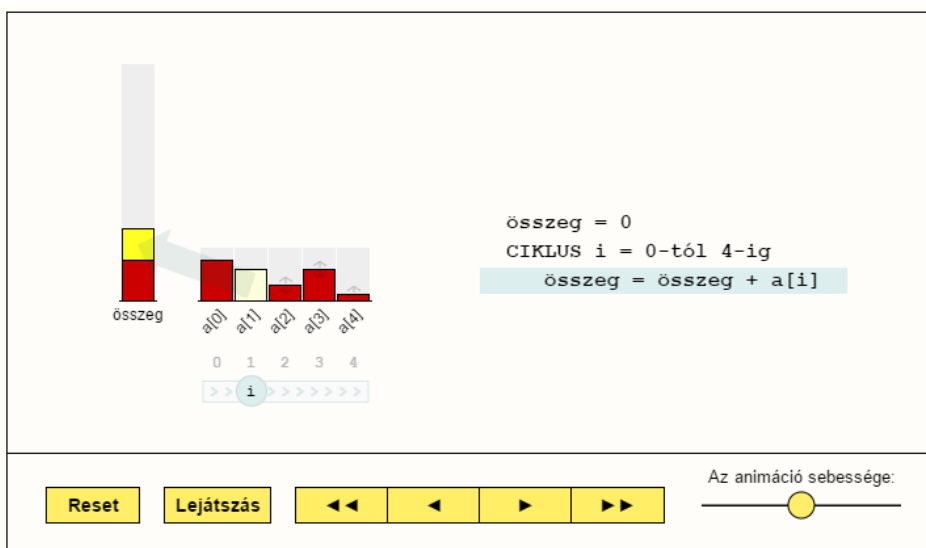 összeg = 0
CIKLUS i = 0-tól 4-ig
összeg = összeg + a[i]
összeg
a[0] a[1] a[2] a[3] a[4]
0 1 2 3 4
i
Az animáció sebessége:
Reset Lejátszás